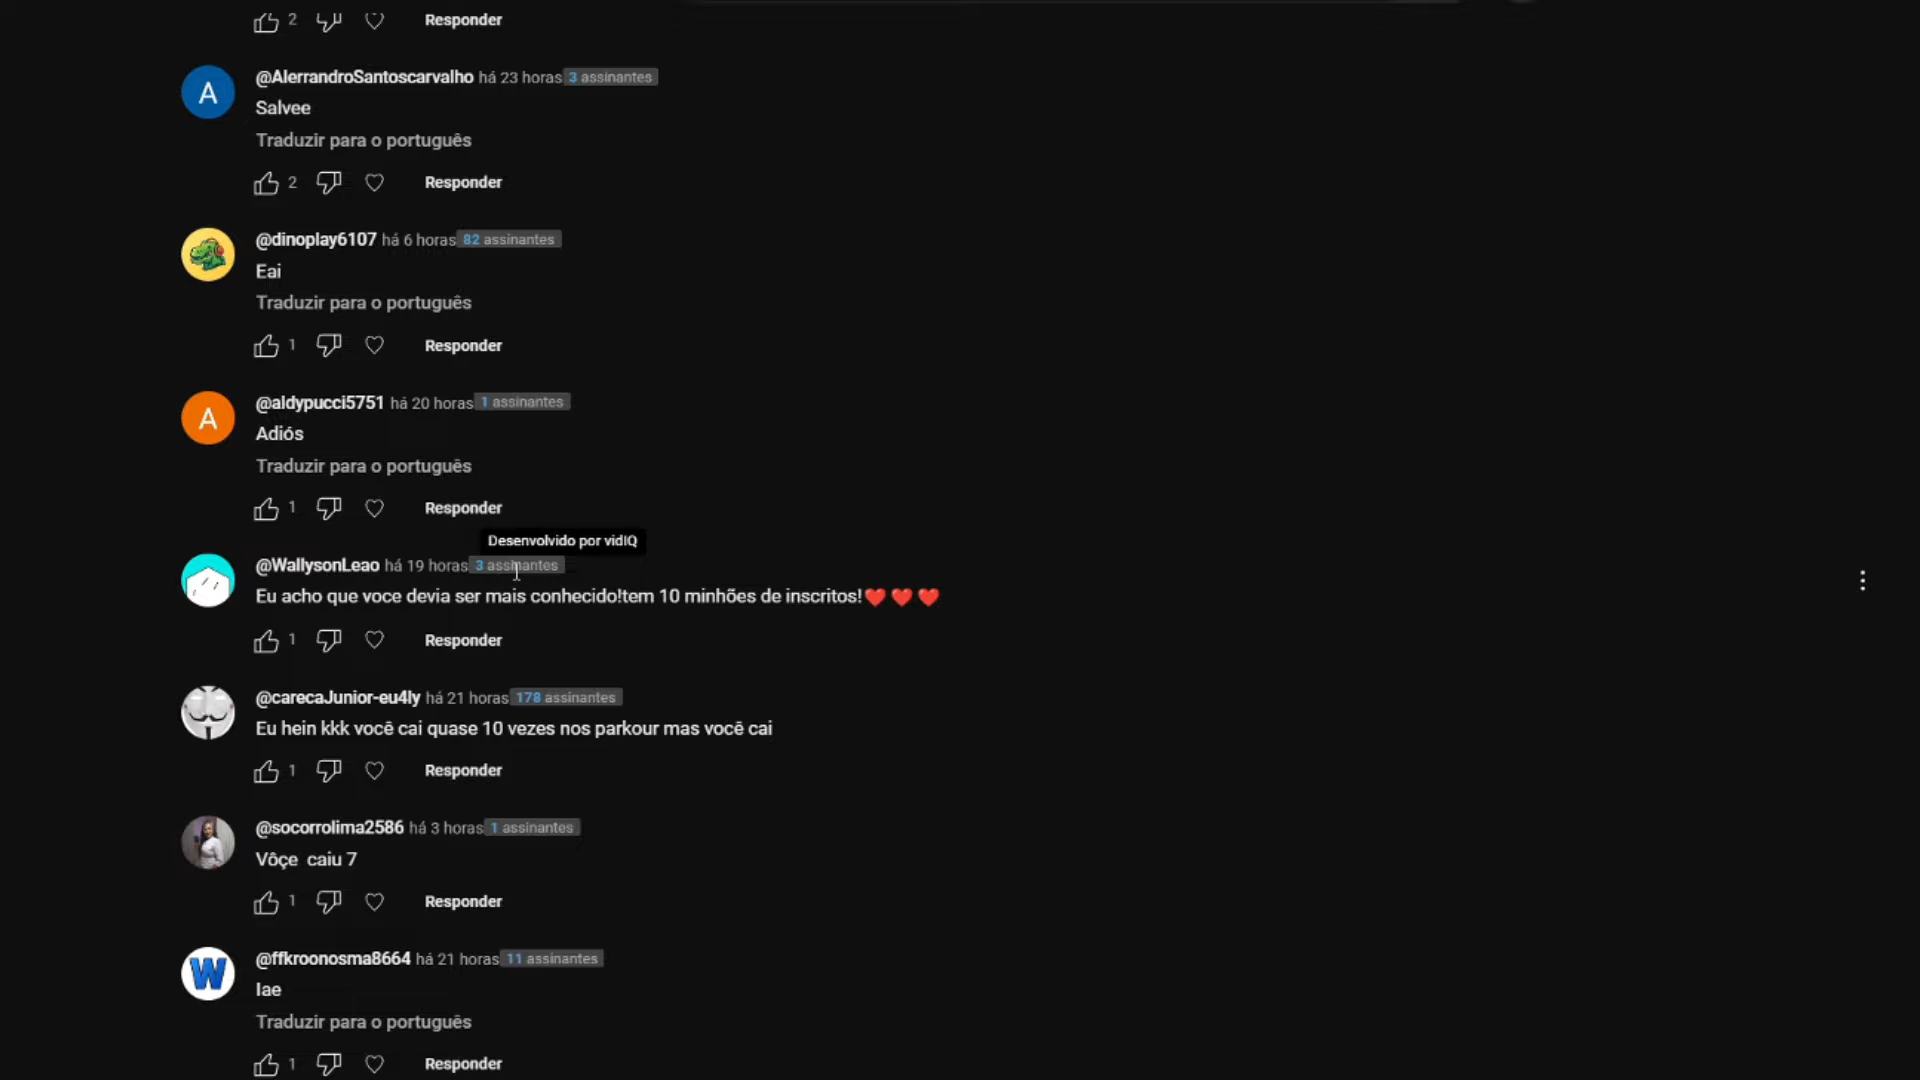 2 Responder
A @AlerrandroSantoscarvalho há 23 horas 3 assinantes
Salvee
Traduzir para o português
2 Responder
@dinoplay6107 há 6 horas 82 assinantes
Eai
Traduzir para o português
1 Responder
A @aldypucci5751 há 20 horas 1 assinantes
Adiós
Traduzir para o português
1 Responder
Desenvolvido por vidIQ
@WallysonLeao há 19 horas 3 assinantes
Eu acho que voce devia ser mais conhecido!tem 10 minhões de inscritos!❤️❤️❤️
1 Responder
@carecaJunior-eu4ly há 21 horas 178 assinantes
Eu hein kkk você cai quase 10 vezes nos parkour mas você cai
1 Responder
@socorrolima2586 há 3 horas 1 assinantes
Vôçe caiu 7
1 Responder
W @ffkroonosma8664 há 21 horas 11 assinantes
Iae
Traduzir para o português
1 Responder